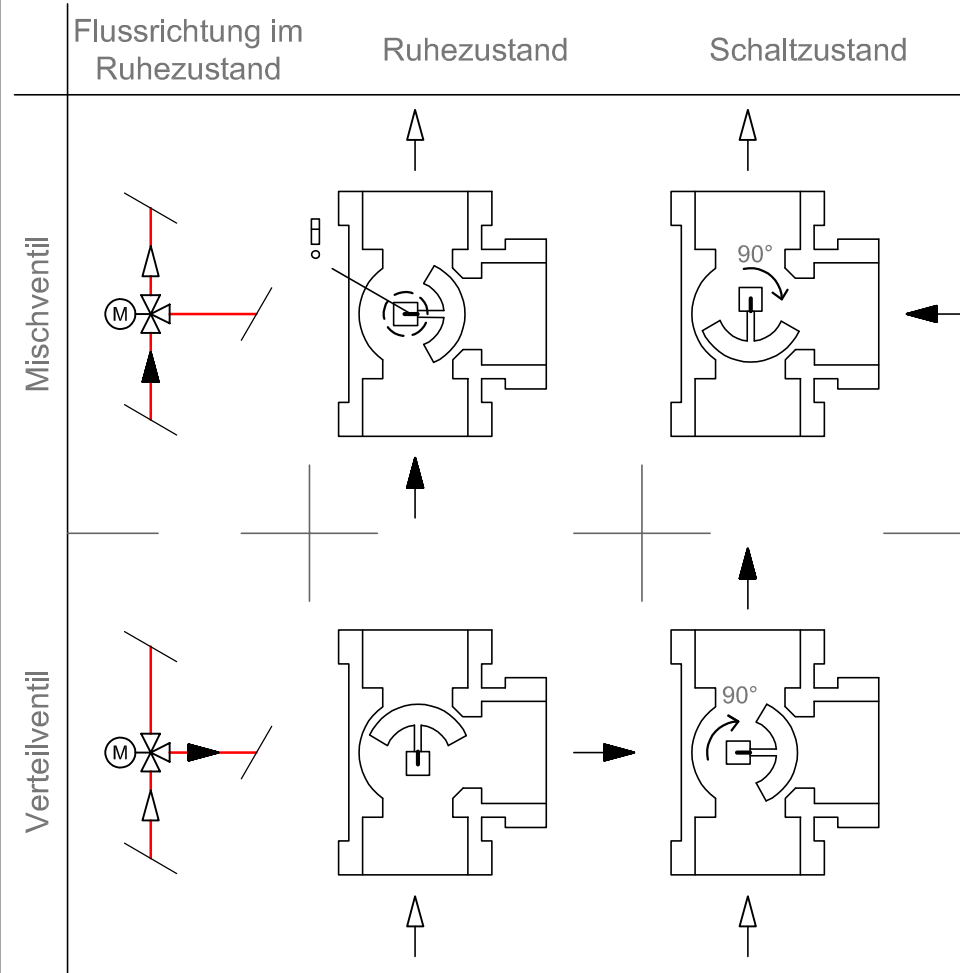 Flussrichtung im
Ruhezustand
Ruhezustand
Schaltzustand
Mischventil
M
90°
Verteilventil
M
90°